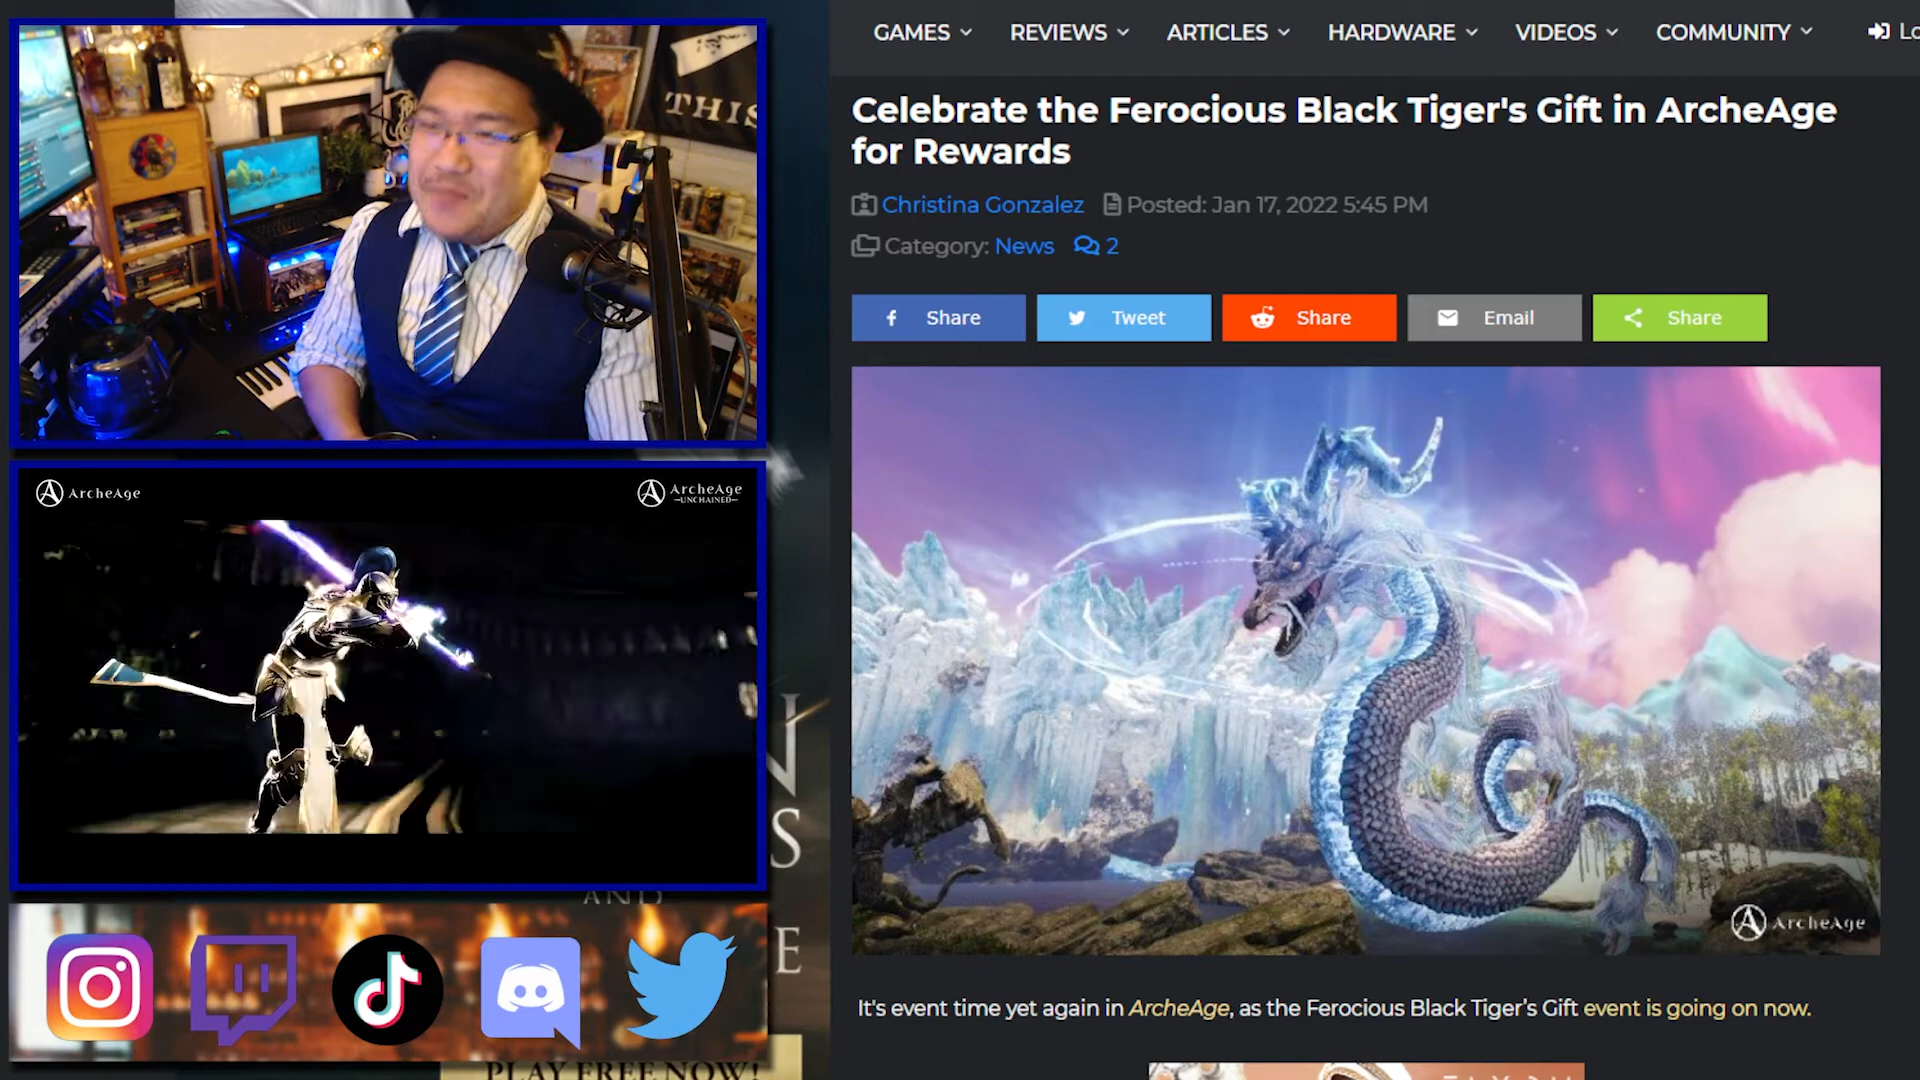 THIS
ArcheAge
ArcheAge
UNCHAINED
AND
PLAY FREE NOW!
GAMES
REVIEWS
ARTICLES
HARDWARE
VIDEOS
COMMUNITY
Celebrate the Ferocious Black Tiger's Gift in ArcheAge
for Rewards
Christina Gonzalez Posted: Jan 17, 2022 5:45 PM
Category: News 2
Share
Tweet
Share
Email
Share
ArcheAge
It's event time yet again in ArcheAge, as the Ferocious Black Tiger's Gift event is going on now.